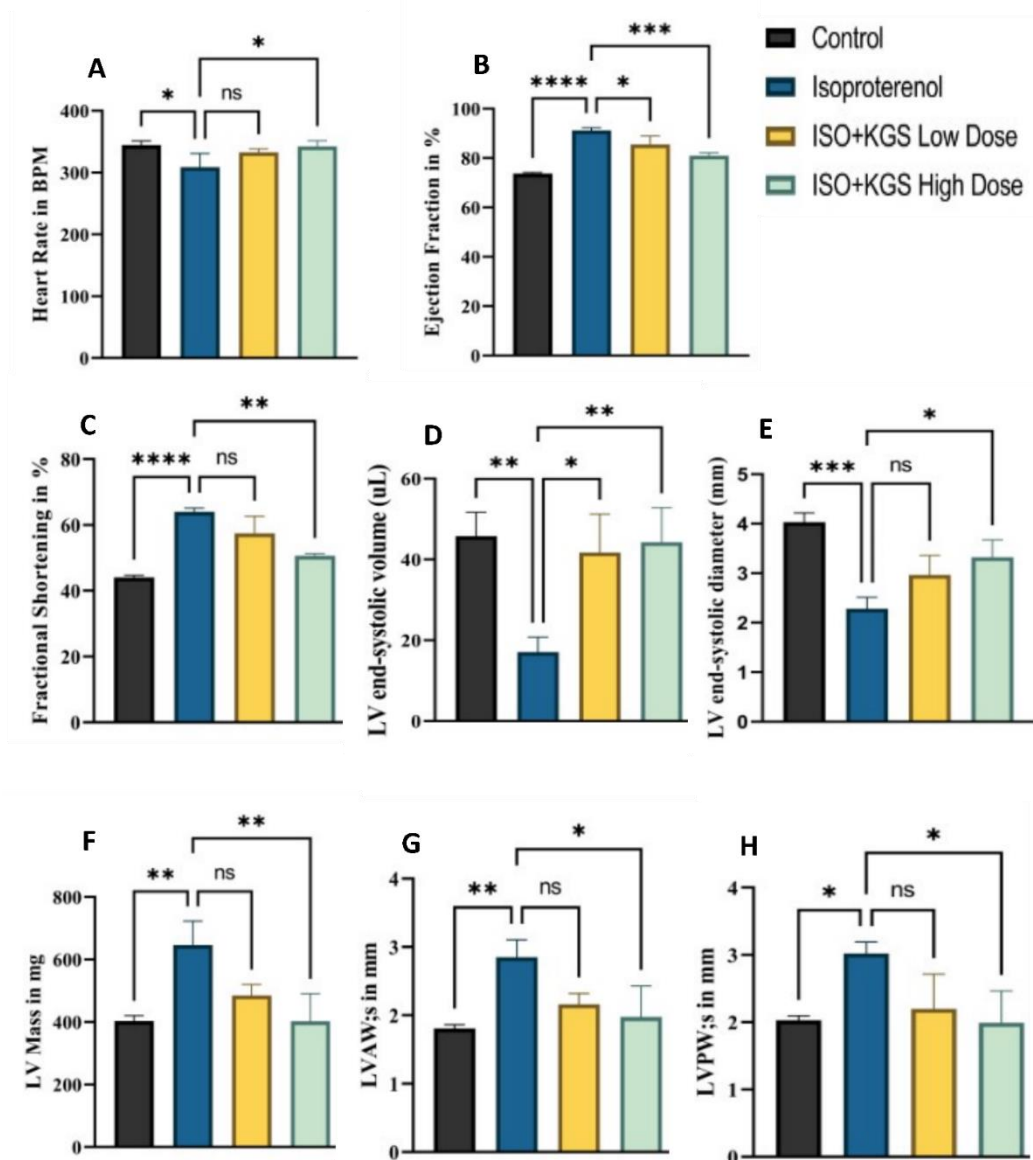 Control
Isoproterenol
ISO+KGS Low Dose
ISO+KGS High Dose
A
*
*
ns
Heart Rate in BPM
400
300
200
100
0
B
***
****
*
Ejection Fraction in %
100
80
60
40
20
0
C
**
****
ns
Fractional Shortening in %
80
60
40
20
0
D
**
**
*
LV end-systolic volume (uL)
60
40
20
0
E
*
***
ns
LV end-systolic diameter (mm)
5
4
3
2
1
0
F
**
**
ns
LV Mass in mg
800
600
400
200
0
G
*
**
ns
LVAW;s in mm
4
3
2
1
0
H
*
*
ns
LVPW;s in mm
4
3
2
1
0